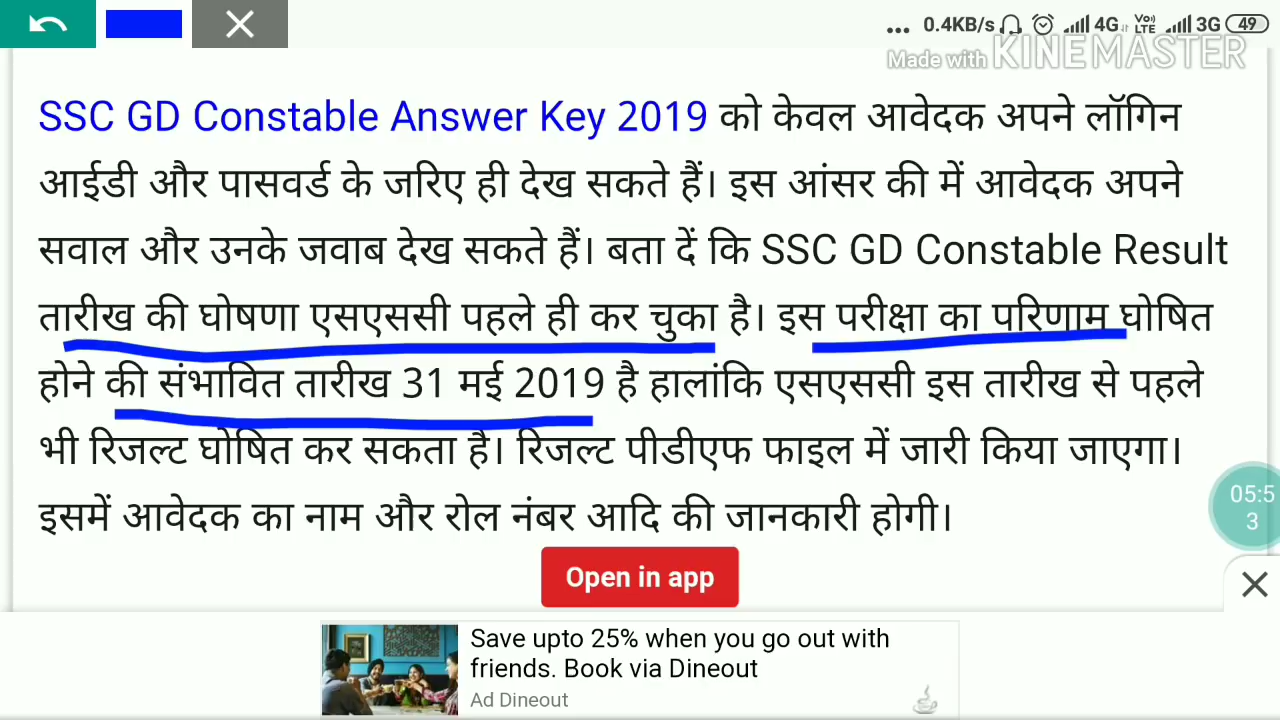 ... 0.4KB/s 4G VoLTE 3G 49
Made with KINEMASTER
SSC GD Constable Answer Key 2019 को केवल आवेदक अपने लॉगिन
आईडी और पासवर्ड के जरिए ही देख सकते हैं। इस आंसर की में आवेदक अपने
सवाल और उनके जवाब देख सकते हैं। बता दें कि SSC GD Constable Result
तारीख की घोषणा एसएससी पहले ही कर चुका है। इस परीक्षा का परिणाम घोषित
होने की संभावित तारीख 31 मई 2019 है हालांकि एसएससी इस तारीख से पहले
भी रिजल्ट घोषित कर सकता है। रिजल्ट पीडीएफ फाइल में जारी किया जाएगा।
इसमें आवेदक का नाम और रोल नंबर आदि की जानकारी होगी।
05:5
3
Open in app
Save upto 25% when you go out with
friends. Book via Dineout
Ad Dineout